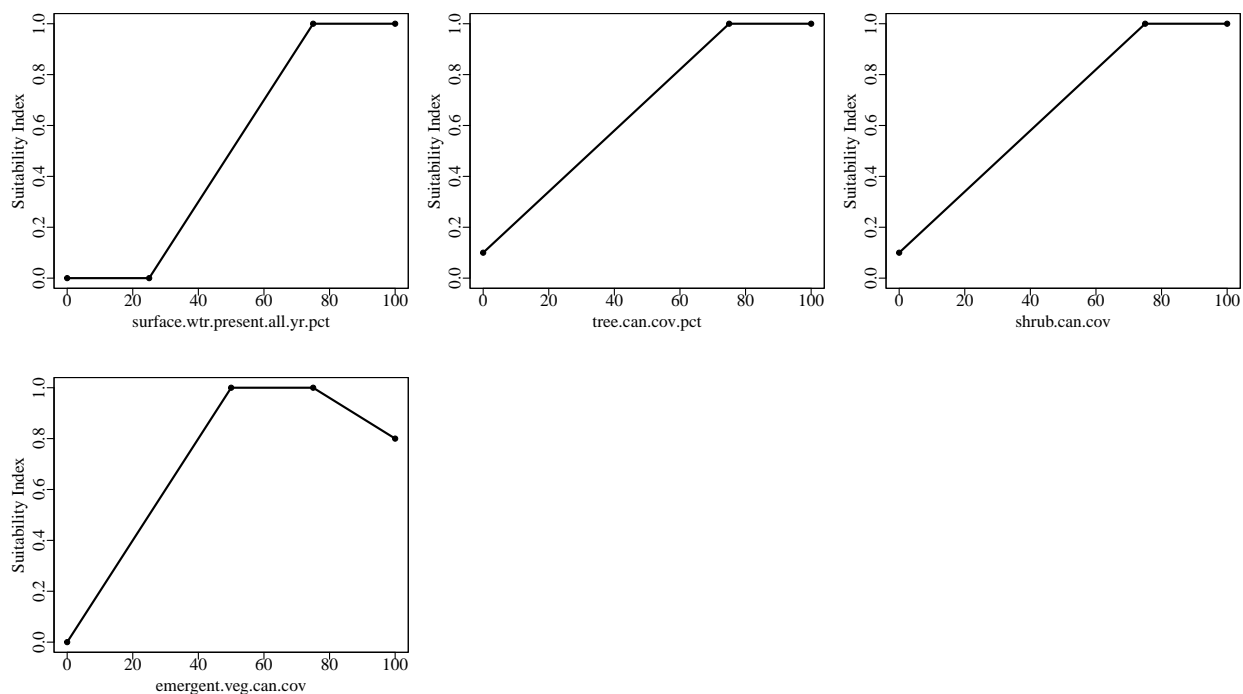 1.0
0.8
0.6
0.4
0.2
0.0
Suitability Index
0 20 40 60 80 100
surface.wtr.present.all.yr.pct
1.0
0.8
0.6
0.4
0.2
0.0
Suitability Index
0 20 40 60 80 100
tree.can.cov.pct
1.0
0.8
0.6
0.4
0.2
0.0
Suitability Index
0 20 40 60 80 100
shrub.can.cov
1.0
0.8
0.6
0.4
0.2
0.0
Suitability Index
0 20 40 60 80 100
emergent.veg.can.cov